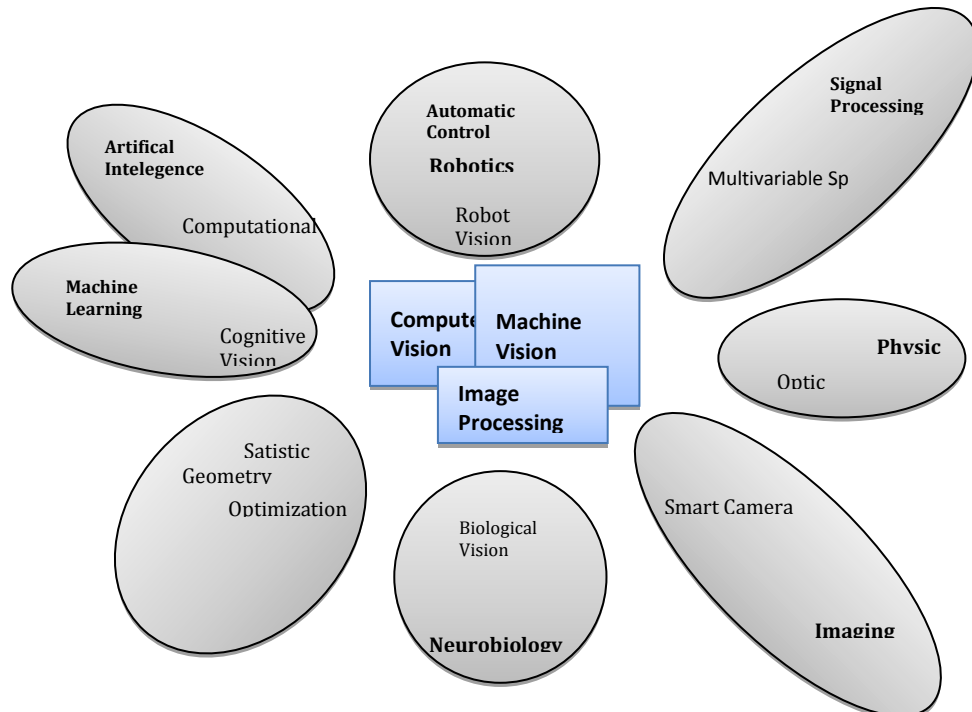 Signal
Processing
Multivariable Sp
Automatic
Control
Robotics
Robot
Vision
Artifical
Intelegence
Computational
Machine
Learning
Cognitive
Vision
Compute
Vision
Machine
Vision
Image
Processing
Physic
Optic
Satistic
Geometry
Optimization
Smart Camera
Imaging
Biological
Vision
Neurobiology